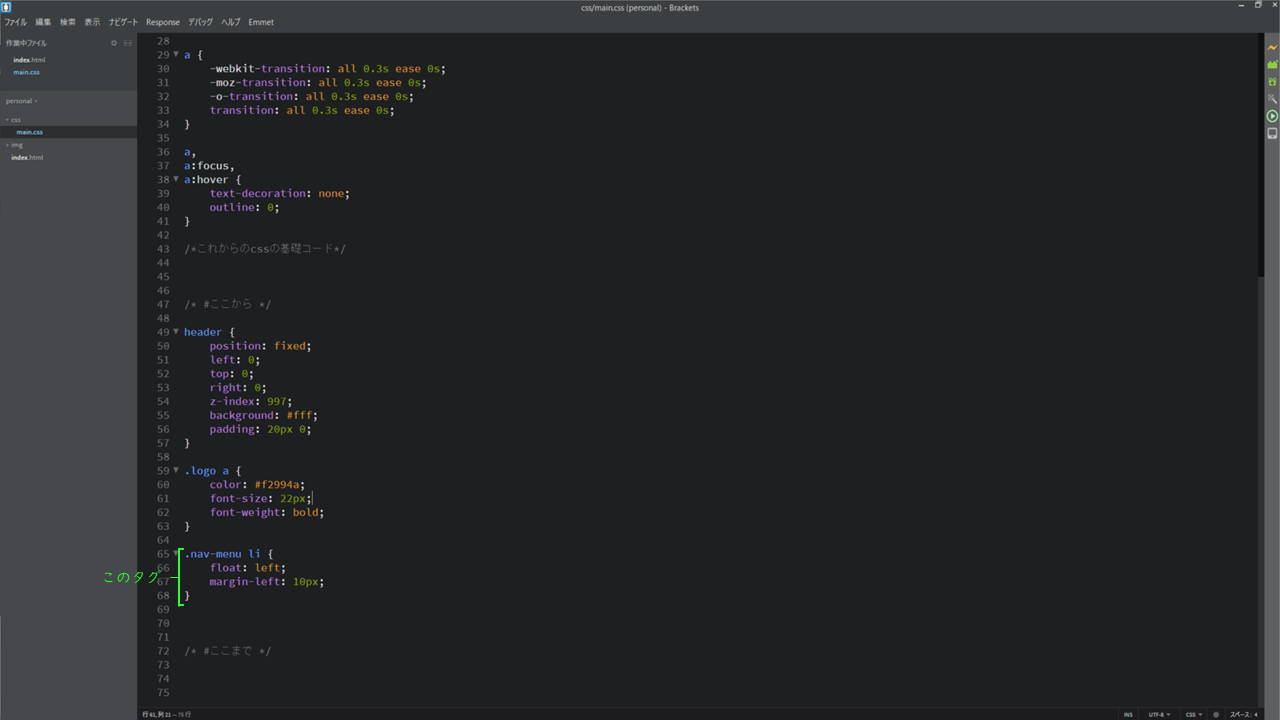 css/main.css (personal) - Brackets
ファイル 編集 検索 表示 ナビゲート Response デバッグ ヘルプ Emmet
作業中ファイル
index.html
main.css
personal
css
main.css
img
index.html
28
29 a {
30 -webkit-transition: all 0.3s ease 0s;
31 -moz-transition: all 0.3s ease 0s;
32 -o-transition: all 0.3s ease 0s;
33 transition: all 0.3s ease 0s;
34 }
35
36 a,
37 a:focus,
38 a:hover {
39 text-decoration: none;
40 outline: 0;
41 }
42
43 /*これからのcssの基礎コード*/
44
45
46
47 /* #ここから */
48
49 header {
50 position: fixed;
51 left: 0;
52 top: 0;
53 right: 0;
54 z-index: 997;
55 background: #fff;
56 padding: 20px 0;
57 }
58
59 .logo a {
60 color: #f2994a;
61 font-size: 22px;
62 font-weight: bold;
63 }
64
65 .nav-menu li {
66 float: left;
このタグ
67 margin-left: 10px;
68 }
69
70
71
72 /* #ここまで */
73
74
75
行 61, 列 21 — 75 行
INS UTF-8 CSS スペース: 4